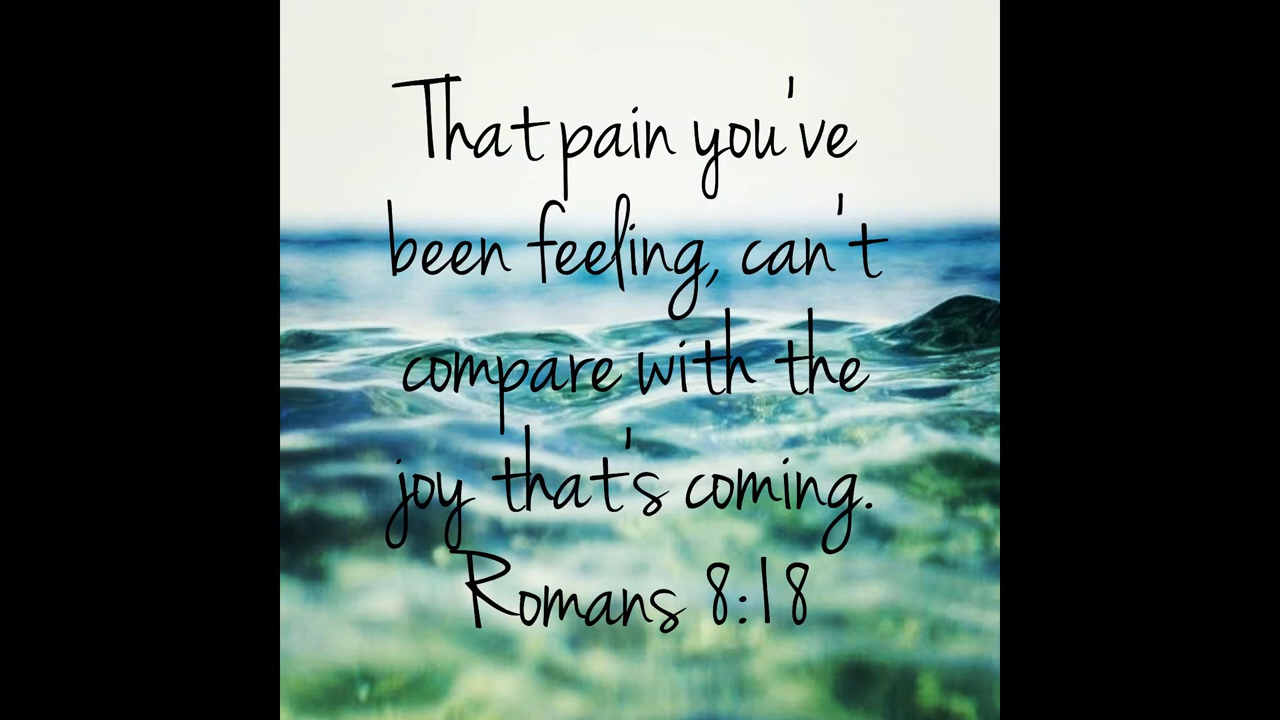 That pain you've
been feeling, can't
compare with the
joy that's coming.
Romans 8:18